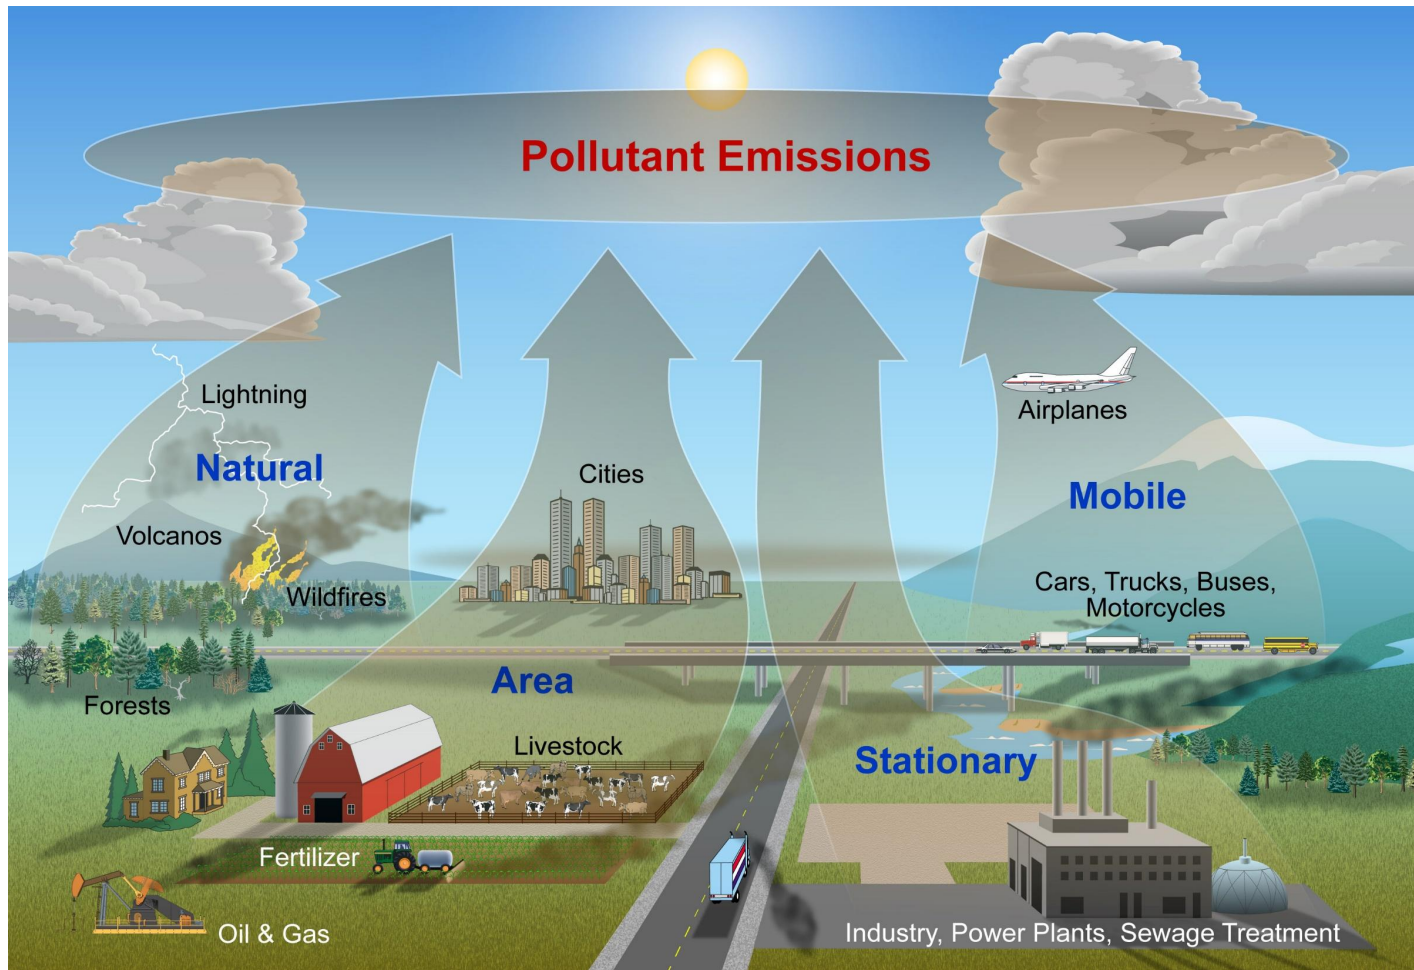 Pollutant Emissions
Lightning
Natural
Volcanos
Wildfires
Forests
Cities
Area
Livestock
Fertilizer
Oil & Gas
Airplanes
Mobile
Cars, Trucks, Buses,
Motorcycles
Stationary
Industry, Power Plants, Sewage Treatment